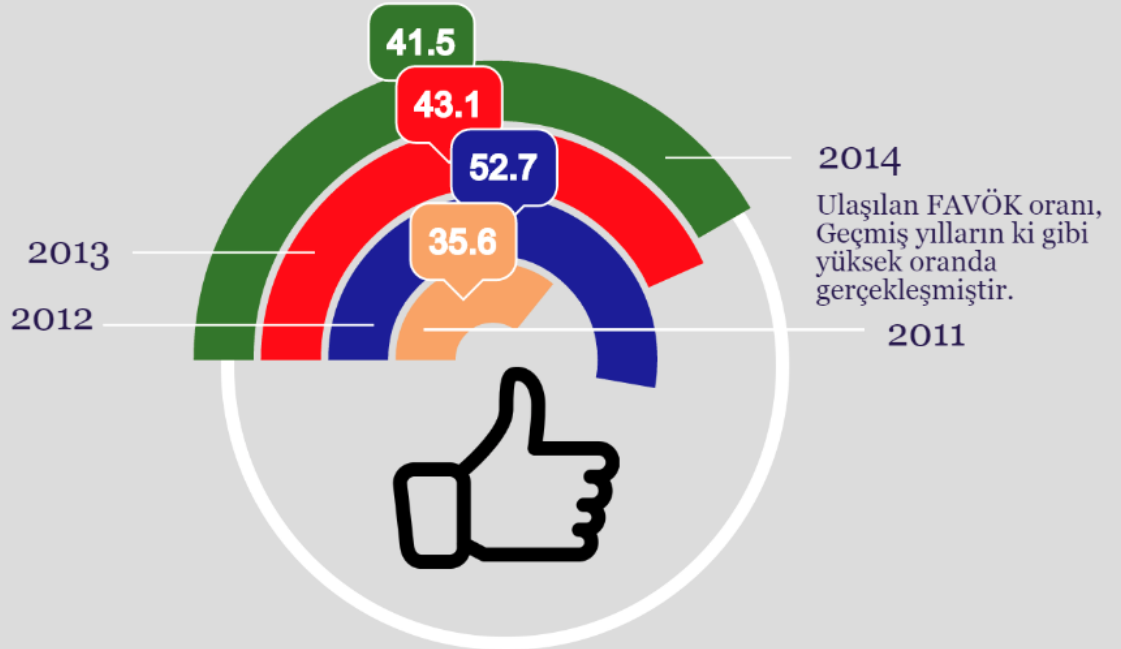 41.5
43.1
52.7
35.6
2014
Ulaşılan FAVÖK oranı,
Geçmiş yılların ki gibi
yüksek oranda
gerçekleşmiştir.
2013
2012
2011